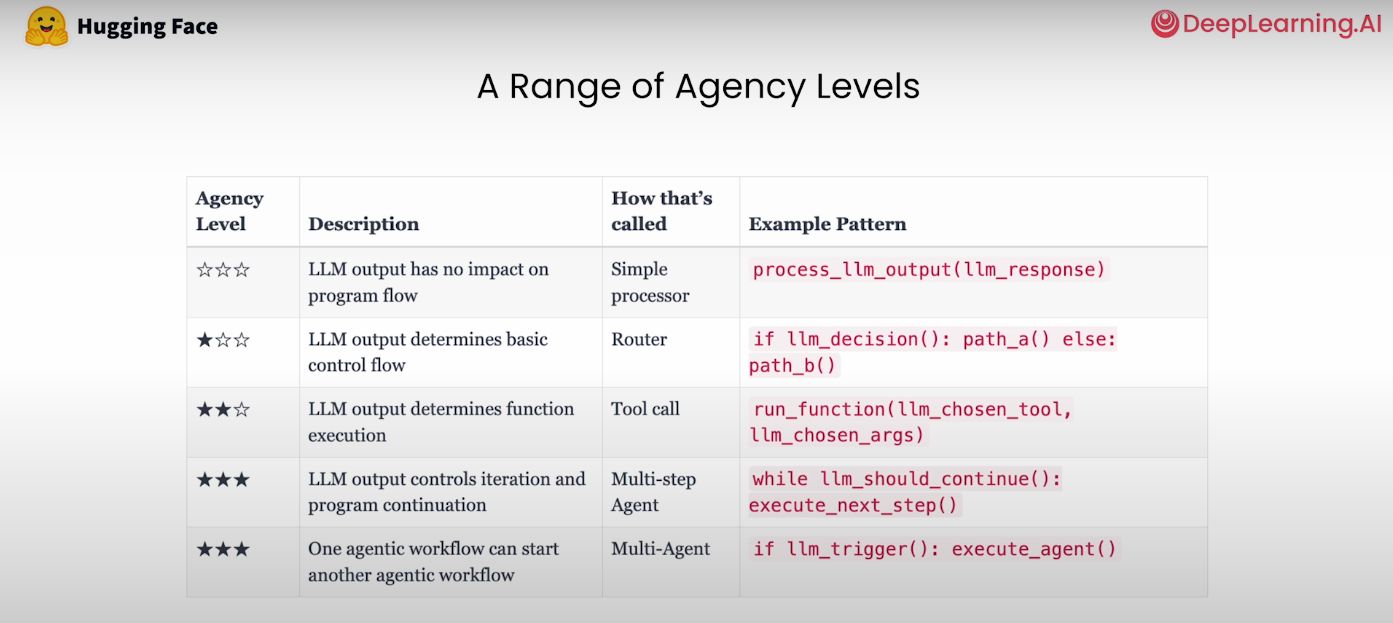 Hugging Face
DeepLearning.AI
A Range of Agency Levels
Agency Level
Description
How that's called
Example Pattern
☆☆☆
LLM output has no impact on
program flow
Simple
processor
process_llm_output(llm_response)
★☆☆
LLM output determines basic
control flow
Router
if llm_decision(): path_a() else:
path_b()
★★☆
LLM output determines function
execution
Tool call
run_function(llm_chosen_tool,
llm_chosen_args)
★★★
LLM output controls iteration and
program continuation
Multi-step
Agent
while llm_should_continue():
execute_next_step()
★★★
One agentic workflow can start
another agentic workflow
Multi-Agent
if llm_trigger(): execute_agent()